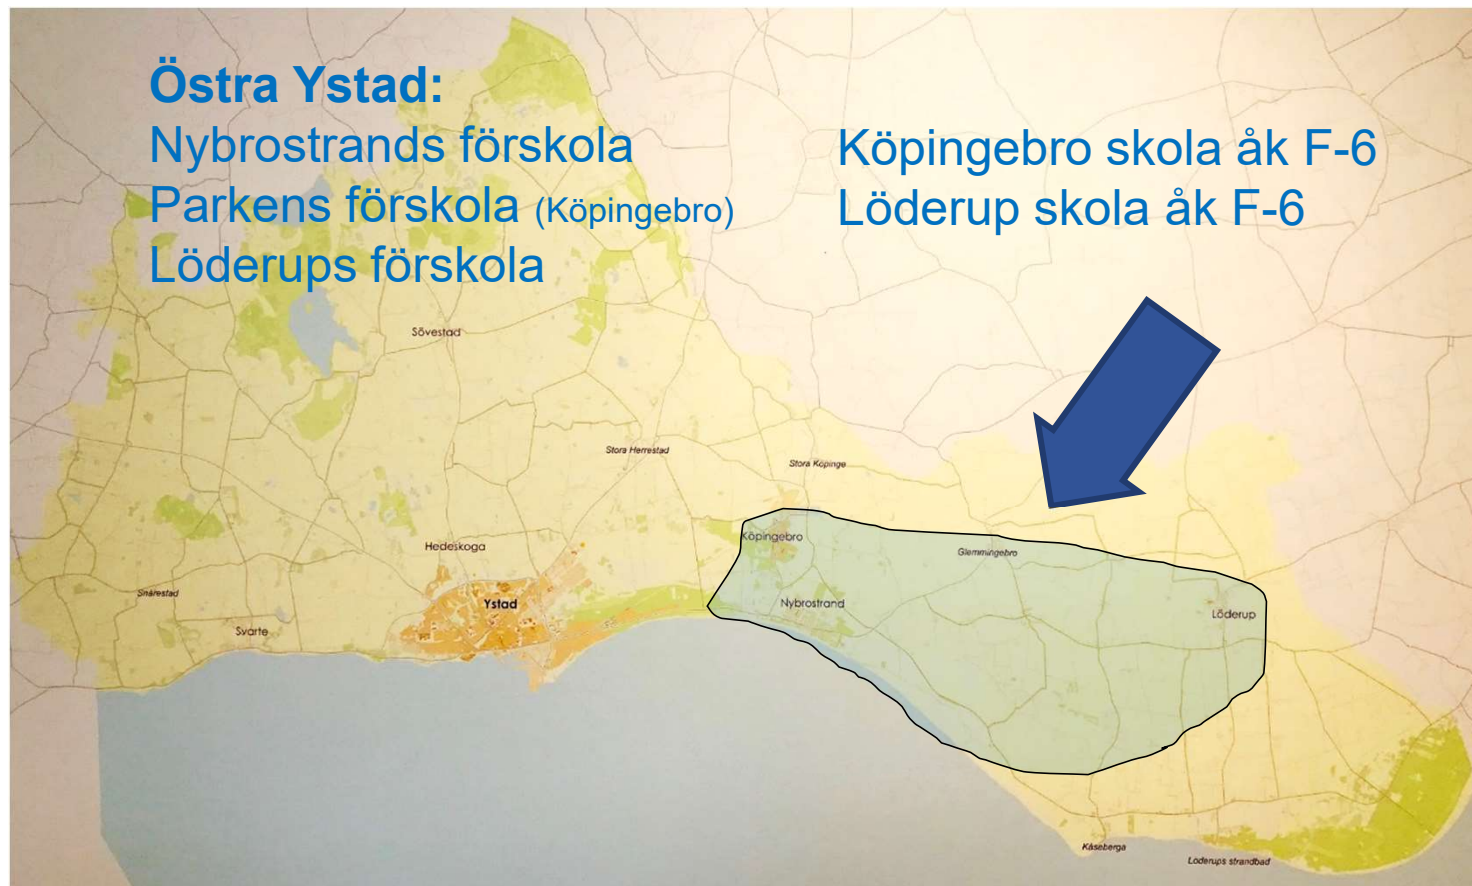 Östra Ystad:
Nybrostrands förskola
Parkens förskola (Köpingebro)
Löderups förskola
Köpingebro skola åk F-6
Löderup skola åk F-6
Sövestad
Stora Herrestad
Stora Köpinge
Köpingebro
Glemmingebro
Hedeskoga
Snårestad
Ystad
Nybrostrand
Löderup
Svarte
Kåseberga
Löderups strandbad